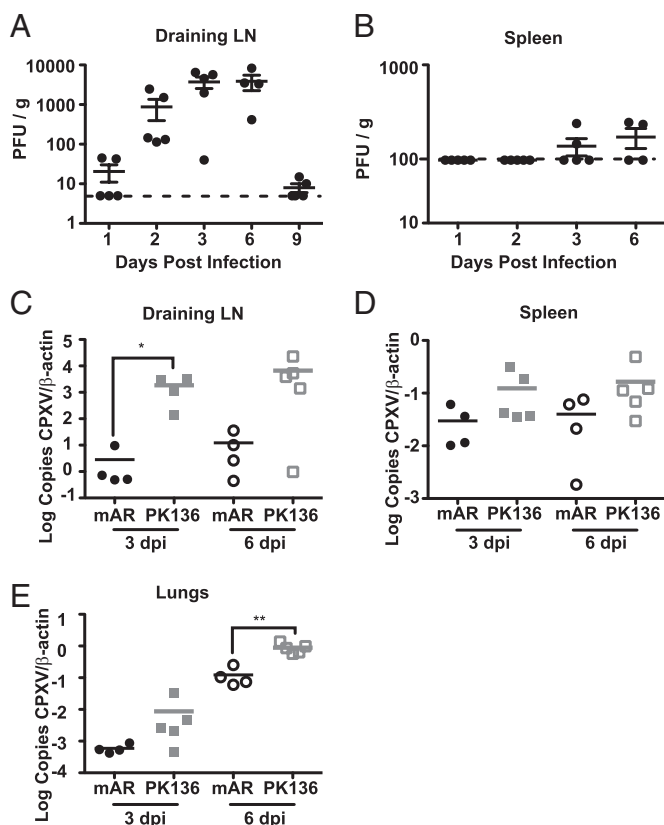 A
Draining LN
PFU / g
10000
1000
100
10
1
1 2 3 6 9
Days Post Infection
B
Spleen
PFU / g
1000
100
10
1 2 3 6
Days Post Infection
C
Draining LN
Log Copies CPXV/β-actin
5
4
3
2
1
0
-1
*
mAR PK136 mAR PK136
3 dpi 6 dpi
D
Spleen
Log Copies CPXV/β-actin
0
-1
-2
-3
mAR PK136 mAR PK136
3 dpi 6 dpi
E
Lungs
Log Copies CPXV/β-actin
1
0
-1
-2
-3
-4
**
mAR PK136 mAR PK136
3 dpi 6 dpi